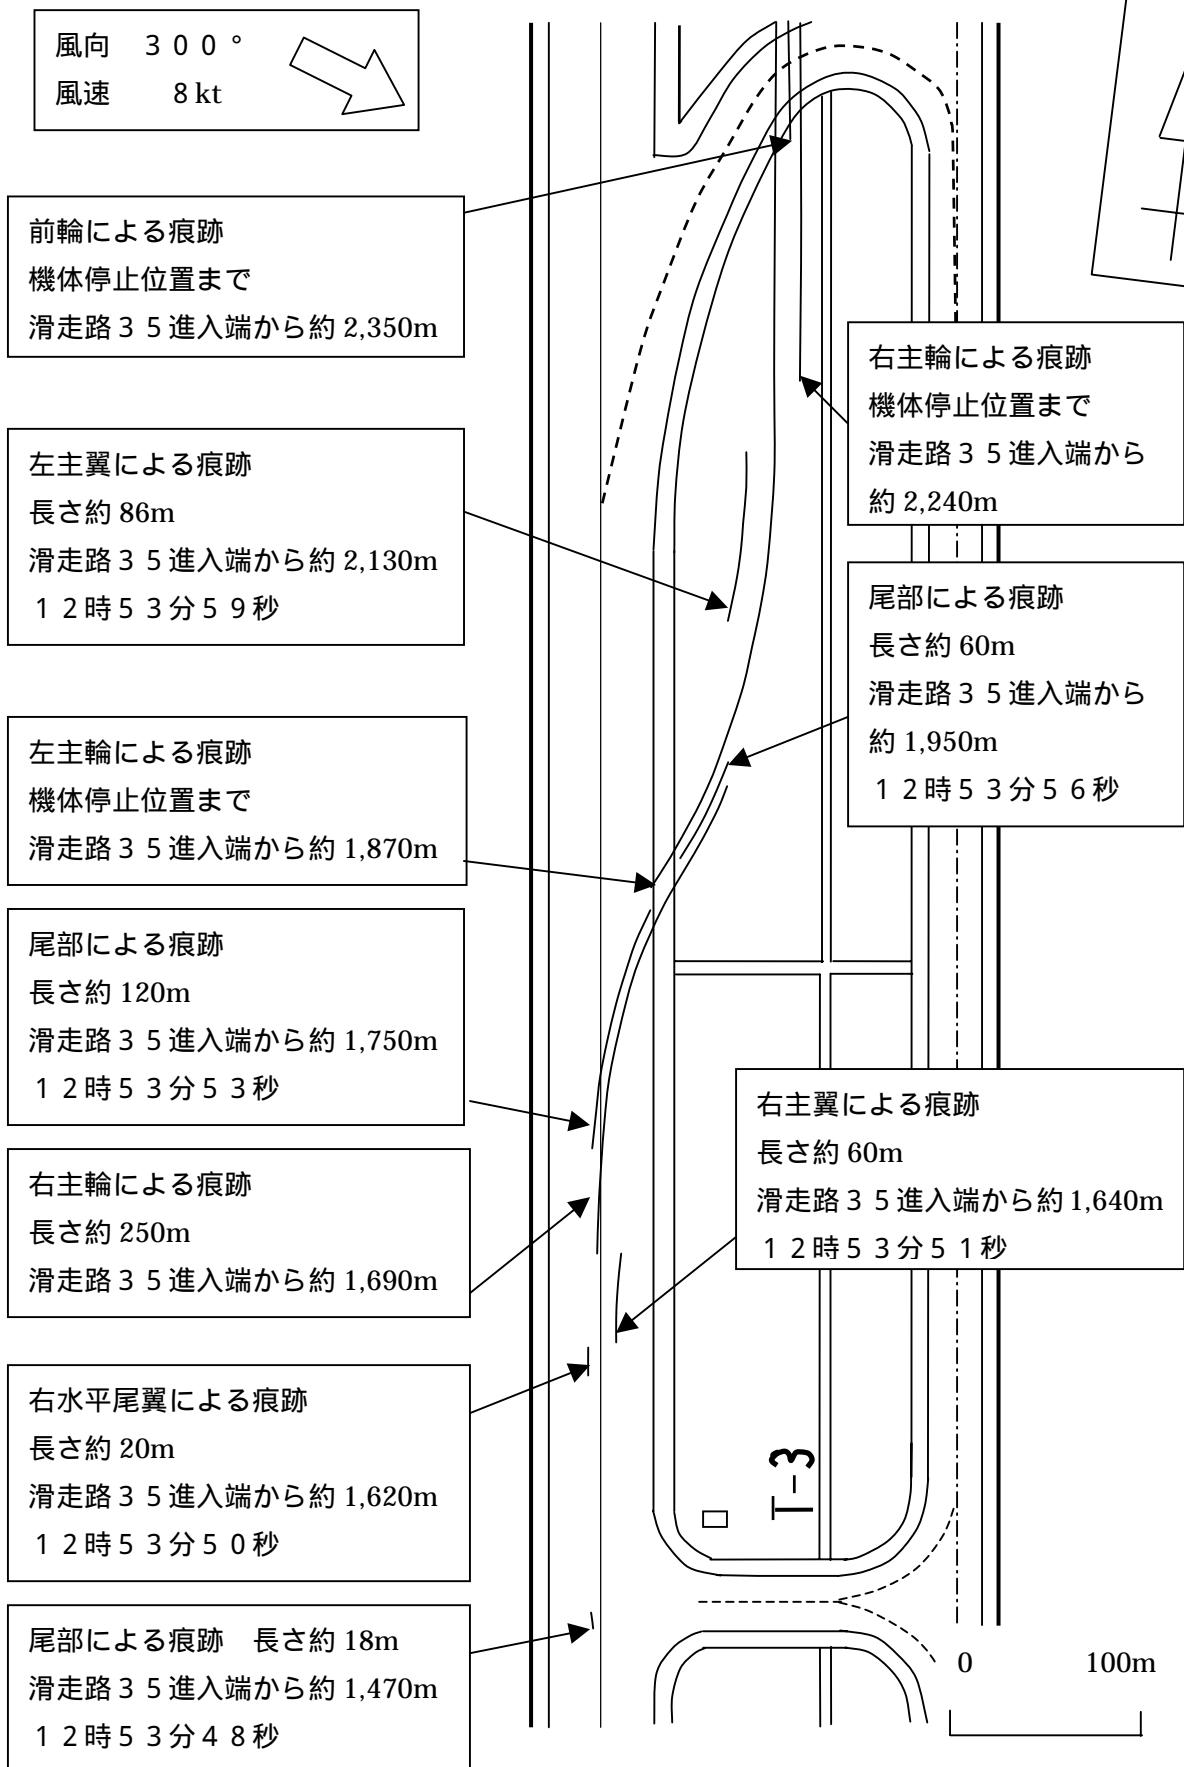 風向　３００°
風速　　8 kt
前輪による痕跡
機体停止位置まで
滑走路３５進入端から約 2,350m
右主輪による痕跡
機体停止位置まで
滑走路３５進入端から
約 2,240m
左主翼による痕跡
長さ約 86m
滑走路３５進入端から約 2,130m
１２時５３分５９秒
尾部による痕跡
長さ約 60m
滑走路３５進入端から
約 1,950m
１２時５３分５６秒
左主輪による痕跡
機体停止位置まで
滑走路３５進入端から約 1,870m
尾部による痕跡
長さ約 120m
滑走路３５進入端から約 1,750m
１２時５３分５３秒
右主翼による痕跡
長さ約 60m
滑走路３５進入端から約 1,640m
１２時５３分５１秒
右主輪による痕跡
長さ約 250m
滑走路３５進入端から約 1,690m
右水平尾翼による痕跡
長さ約 20m
滑走路３５進入端から約 1,620m
１２時５３分５０秒
T-3
尾部による痕跡　長さ約 18m
滑走路３５進入端から約 1,470m
１２時５３分４８秒
0　100m